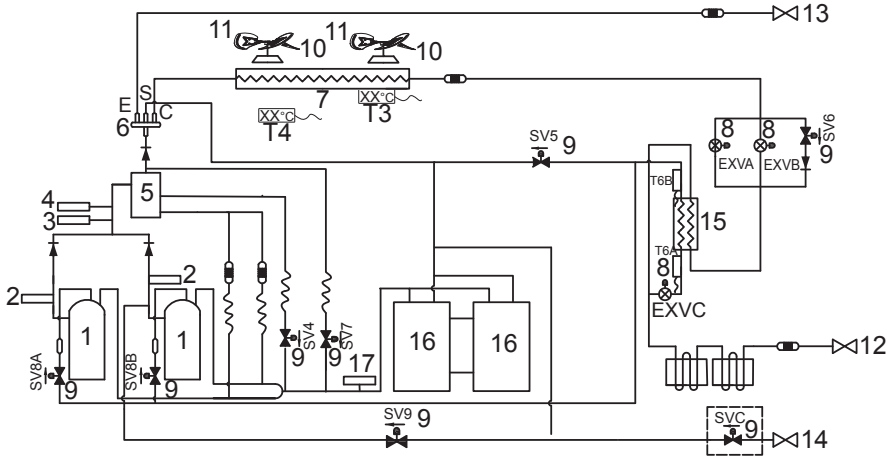 13
11 10 11 10
E S C
6
7
XX°C T4
XX°C T3
SV5 9
8 8 SV6
EXVA EXVB 9
4
3
5
T6B
15
T6A
8
EXVC
2 2
1 1
SV8A 9
SV8B 9
SV4 9
SV7 9
17
16 16
12
SV9 9
SVC 9
14